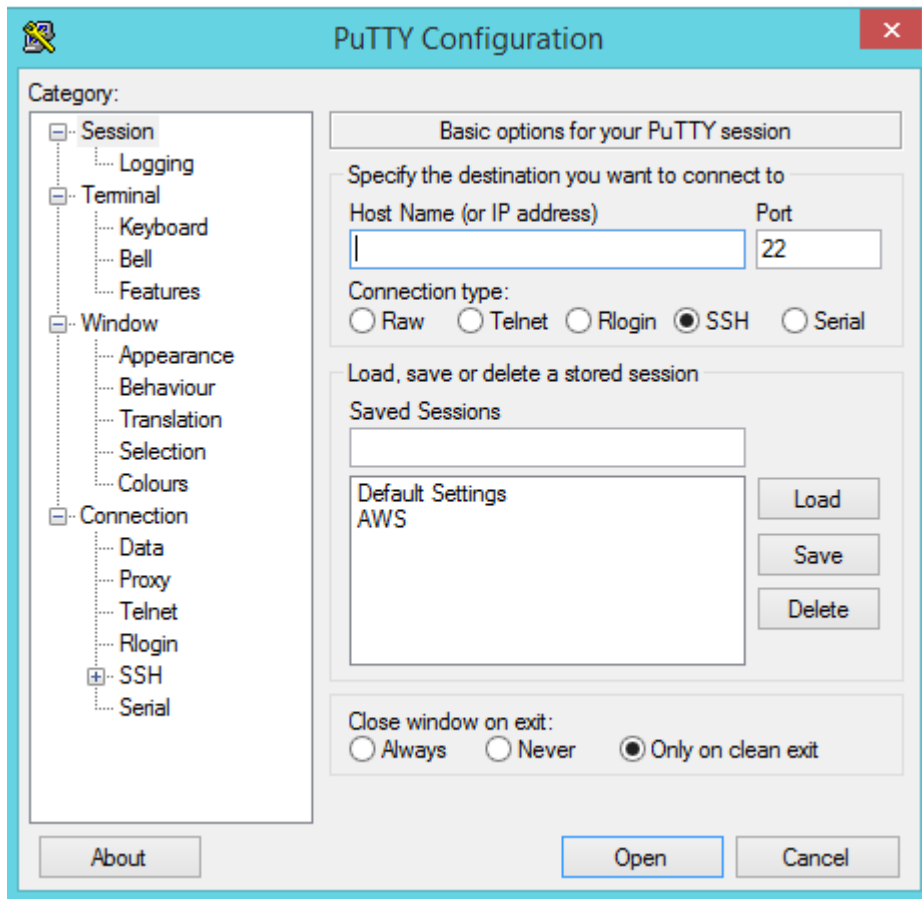 PuTTY Configuration
Category:
Session
Logging
Terminal
Keyboard
Bell
Features
Window
Appearance
Behaviour
Translation
Selection
Colours
Connection
Data
Proxy
Telnet
Rlogin
SSH
Serial
Basic options for your PuTTY session
Specify the destination you want to connect to
Host Name (or IP address) Port
22
Connection type:
Raw Telnet Rlogin SSH Serial
Load, save or delete a stored session
Saved Sessions
Default Settings
AWS
Load
Save
Delete
Close window on exit:
Always Never Only on clean exit
About Open Cancel